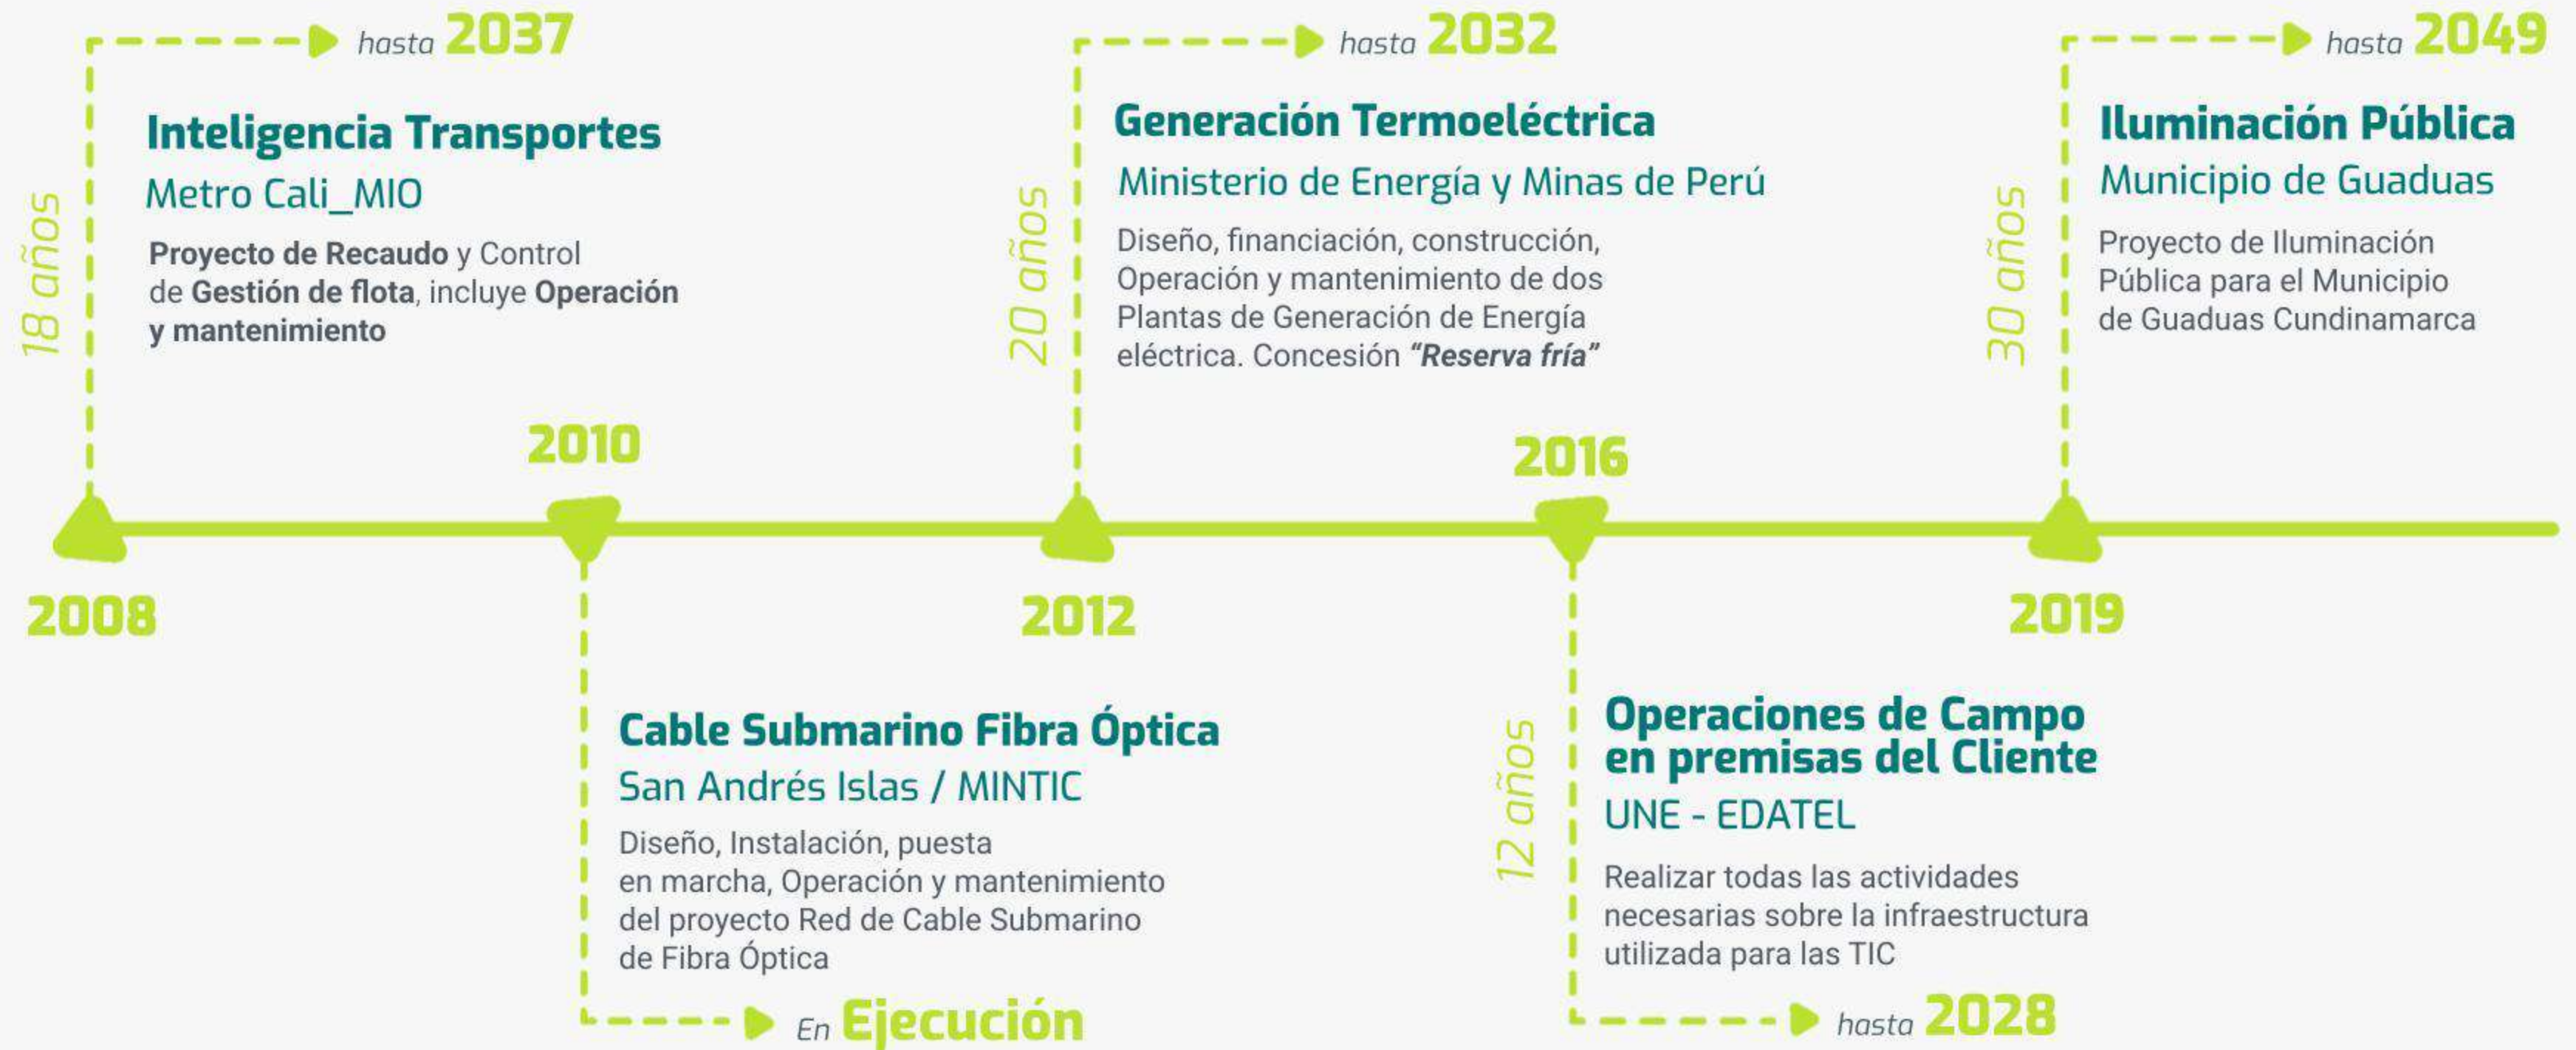 18 años
hasta 2037
Inteligencia Transportes
Metro Cali_MIO
Proyecto de Recaudo y Control
de Gestión de flota, incluye Operación
y mantenimiento
2008
2010
Cable Submarino Fibra Óptica
San Andrés Islas / MINTIC
Diseño, Instalación, puesta
en marcha, Operación y mantenimiento
del proyecto Red de Cable Submarino
de Fibra Óptica
En Ejecución
20 años
hasta 2032
Generación Termoeléctrica
Ministerio de Energía y Minas de Perú
Diseño, financiación, construcción,
Operación y mantenimiento de dos
Plantas de Generación de Energía
eléctrica. Concesión “Reserva fría”
2012
2016
12 años
Operaciones de Campo
en premisas del Cliente
UNE - EDATEL
Realizar todas las actividades
necesarias sobre la infraestructura
utilizada para las TIC
hasta 2028
30 años
hasta 2049
Iluminación Pública
Municipio de Guaduas
Proyecto de Iluminación
Pública para el Municipio
de Guaduas Cundinamarca
2019